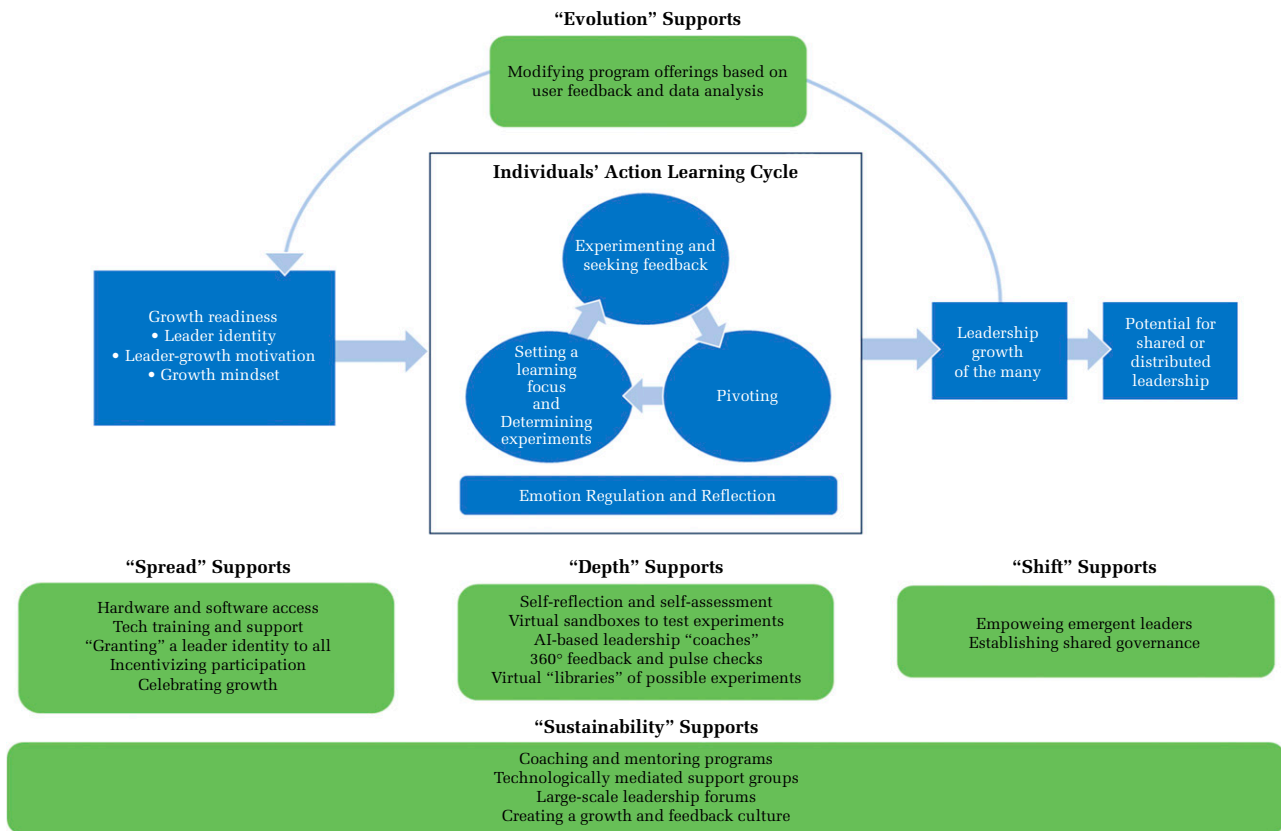 “Evolution” Supports
Modifying program offerings based on
user feedback and data analysis
Individuals’ Action Learning Cycle
Experimenting and
seeking feedback
Growth readiness
• Leader identity
• Leader-growth motivation
• Growth mindset
Setting a
learning
focus
and
Determining
experiments
Pivoting
Emotion Regulation and Reflection
Leadership
growth
of the many
Potential for
shared or
distributed
leadership
“Spread” Supports
Hardware and software access
Tech training and support
“Granting” a leader identity to all
Incentivizing participation
Celebrating growth
“Depth” Supports
Self-reflection and self-assessment
Virtual sandboxes to test experiments
AI-based leadership “coaches”
360° feedback and pulse checks
Virtual “libraries” of possible experiments
“Shift” Supports
Empoweing emergent leaders
Establishing shared governance
“Sustainability” Supports
Coaching and mentoring programs
Technologically mediated support groups
Large-scale leadership forums
Creating a growth and feedback culture